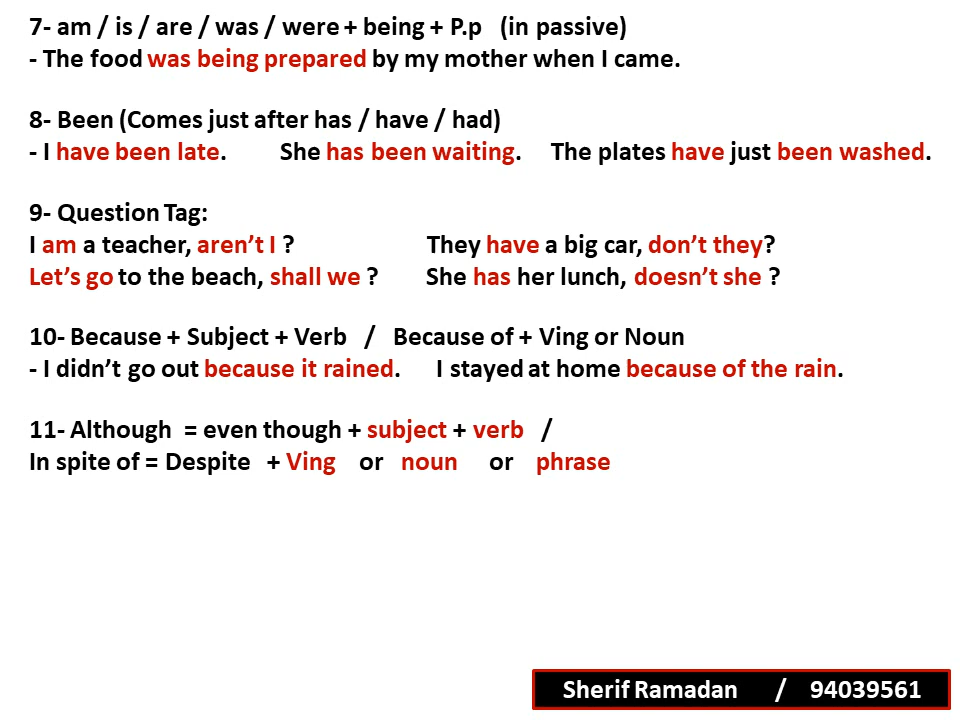 7- am / is / are / was / were + being + P.p (in passive)
- The food was being prepared by my mother when I came.
8- Been (Comes just after has / have / had)
- I have been late. She has been waiting. The plates have just been washed.
9- Question Tag:
I am a teacher, aren’t I ? They have a big car, don’t they?
Let’s go to the beach, shall we ? She has her lunch, doesn’t she ?
10- Because + Subject + Verb / Because of + Ving or Noun
- I didn’t go out because it rained. I stayed at home because of the rain.
11- Although = even though + subject + verb /
In spite of = Despite + Ving or noun or phrase
Sherif Ramadan / 94039561